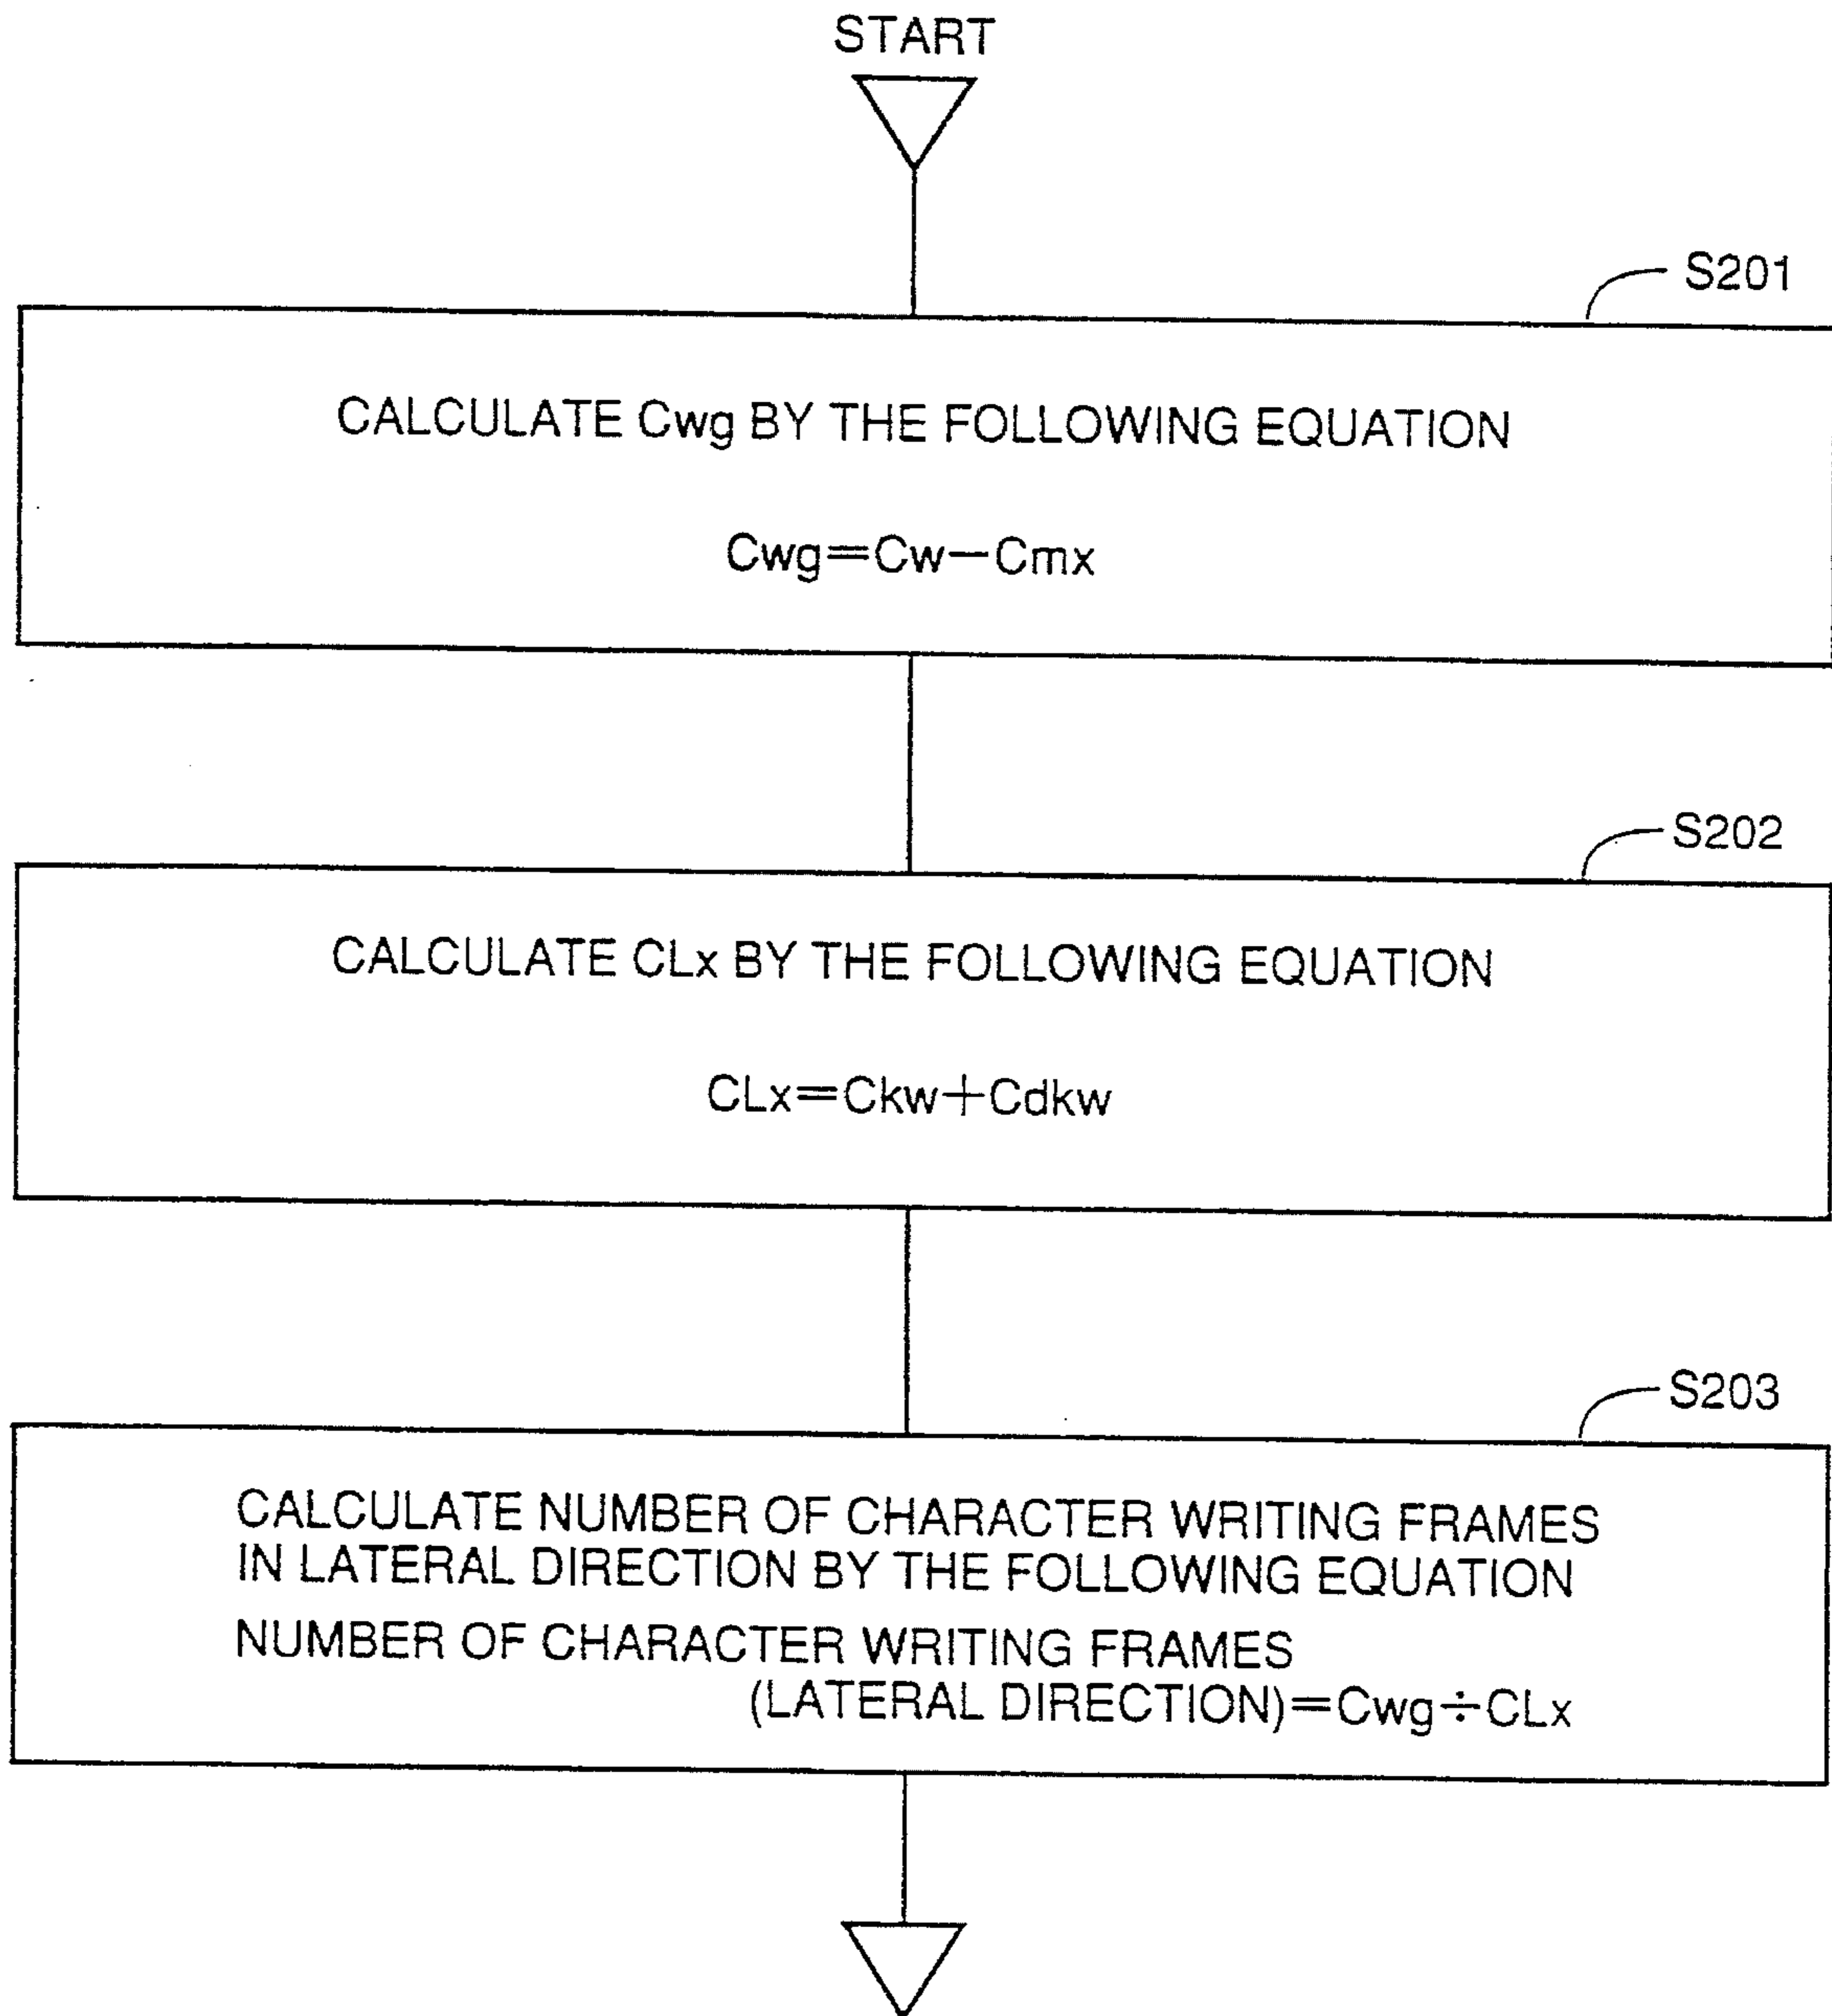 START
S201
CALCULATE Cwg BY THE FOLLOWING EQUATION
Cwg=Cw−Cmx
S202
CALCULATE CLx BY THE FOLLOWING EQUATION
CLx=Ckw+Cdkw
S203
CALCULATE NUMBER OF CHARACTER WRITING FRAMES
IN LATERAL DIRECTION BY THE FOLLOWING EQUATION
NUMBER OF CHARACTER WRITING FRAMES
(LATERAL DIRECTION)=Cwg÷CLx